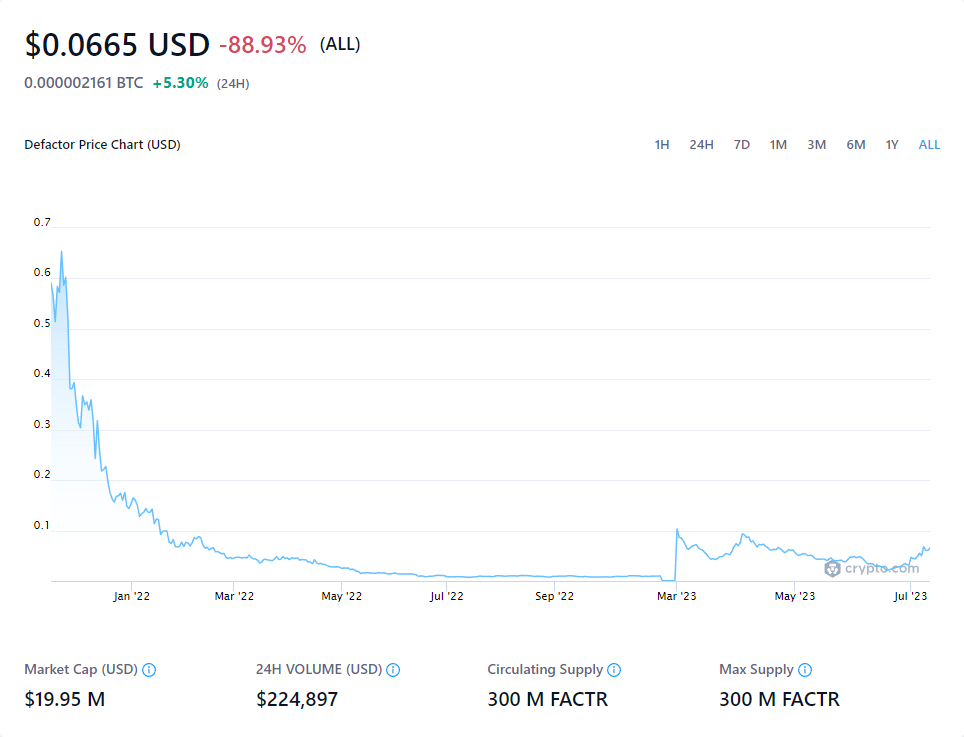 $0.0665 USD -88.93% (ALL)
0.000002161 BTC +5.30% (24H)
Defactor Price Chart (USD) 1H 24H 7D 1M 3M 6M 1Y ALL
0.7
0.6
0.5
0.4
0.3
0.2
0.1
crypto.com
Jan '22 Mar '22 May '22 Jul '22 Sep '22 Mar '23 May '23 Jul '23
Market Cap (USD) 24H VOLUME (USD) Circulating Supply Max Supply
$19.95 M $224,897 300 M FACTR 300 M FACTR